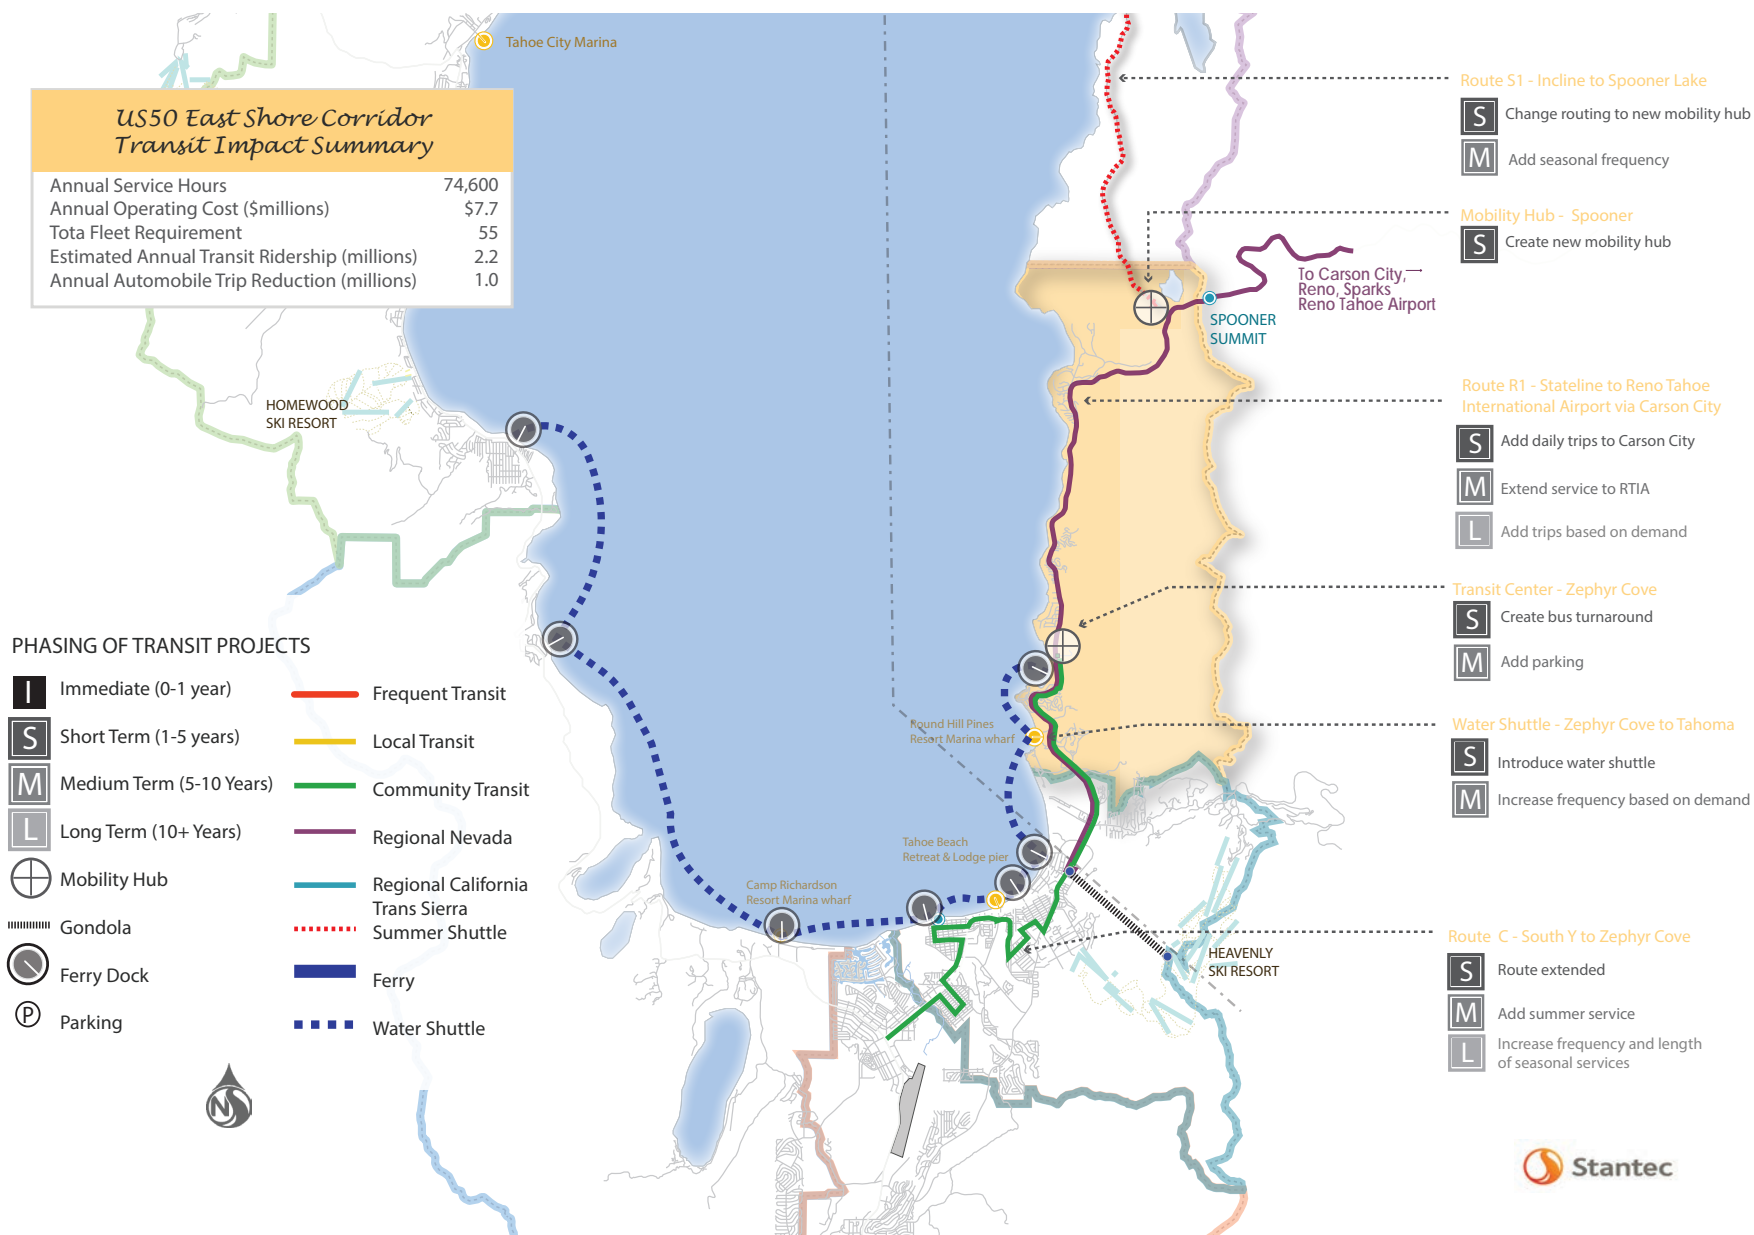 Tahoe City Marina
US50 East Shore Corridor
Transit Impact Summary
Annual Service Hours 74,600
Annual Operating Cost ($millions) $7.7
Tota Fleet Requirement 55
Estimated Annual Transit Ridership (millions) 2.2
Annual Automobile Trip Reduction (millions) 1.0
HOMEWOOD
SKI RESORT
To Carson City,
Reno, Sparks
Reno Tahoe Airport
SPOONER
SUMMIT
Round Hill Pines
Resort Marina wharf
Tahoe Beach
Retreat & Lodge pier
Camp Richardson
Resort Marina wharf
HEAVENLY
SKI RESORT
PHASING OF TRANSIT PROJECTS
I Immediate (0-1 year)
S Short Term (1-5 years)
M Medium Term (5-10 Years)
L Long Term (10+ Years)
Mobility Hub
Gondola
Ferry Dock
P Parking
Frequent Transit
Local Transit
Community Transit
Regional Nevada
Regional California
Trans Sierra
Summer Shuttle
Ferry
Water Shuttle
N
Route S1 - Incline to Spooner Lake
S Change routing to new mobility hub
M Add seasonal frequency
Mobility Hub - Spooner
S Create new mobility hub
Route R1 - Stateline to Reno Tahoe
International Airport via Carson City
S Add daily trips to Carson City
M Extend service to RTIA
L Add trips based on demand
Transit Center - Zephyr Cove
S Create bus turnaround
M Add parking
Water Shuttle - Zephyr Cove to Tahoma
S Introduce water shuttle
M Increase frequency based on demand
Route C - South Y to Zephyr Cove
S Route extended
M Add summer service
L Increase frequency and length
of seasonal services
Stantec